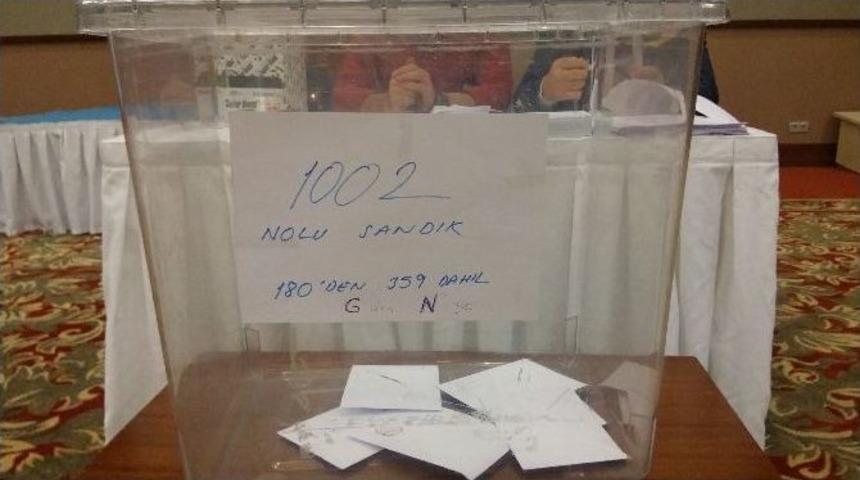 1002
NOLU SANDIK
180'DEN 359 DAHİL
G N